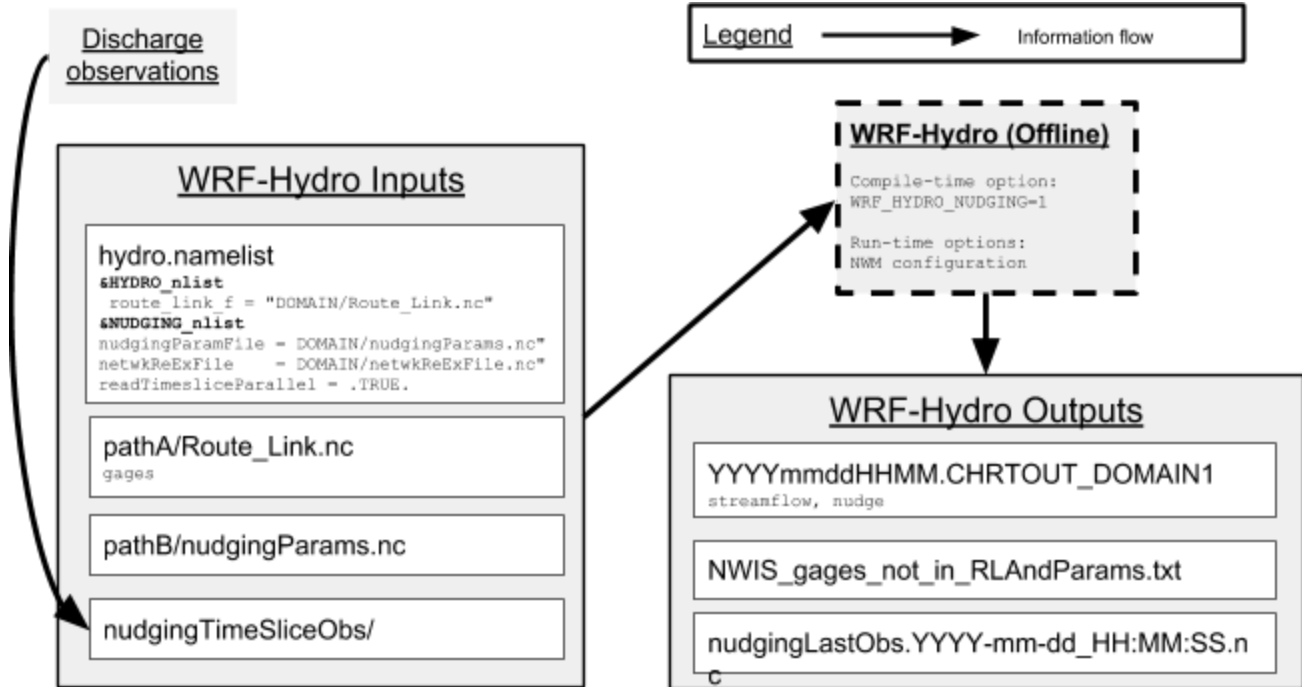 Discharge
observations
Legend
Information flow
WRF-Hydro Inputs
hydro.namelist
&HYDRO_nlist
route_link_f = "DOMAIN/Route_Link.nc"
&NUDGING_nlist
nudgingParamFile = DOMAIN/nudgingParams.nc"
netwkReExFile    = DOMAIN/netwkReExFile.nc"
readTimesliceParallel = .TRUE.
pathA/Route_Link.nc
gages
pathB/nudgingParams.nc
nudgingTimeSliceObs/
WRF-Hydro (Offline)
Compile-time option:
WRF_HYDRO_NUDGING=1
Run-time options:
NWM configuration
WRF-Hydro Outputs
YYYYmmddHHMM.CHRTOUT_DOMAIN1
streamflow, nudge
NWIS_gages_not_in_RLAndParams.txt
nudgingLastObs.YYYY-mm-dd_HH:MM:SS.n
c